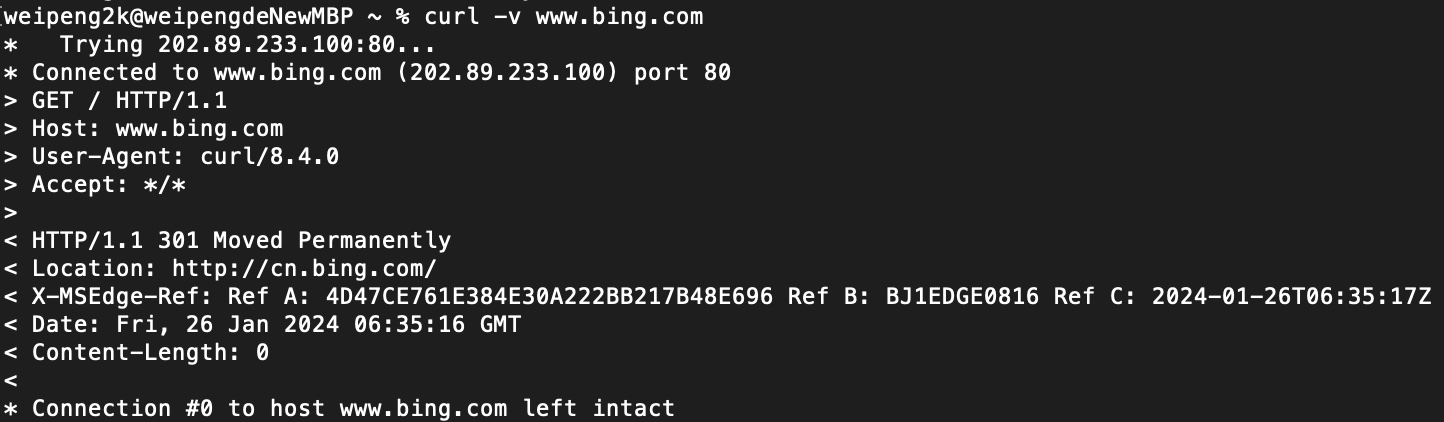 [weipeng2k@weipengdeNewMBP ~ % curl -v www.bing.com
*   Trying 202.89.233.100:80...
* Connected to www.bing.com (202.89.233.100) port 80
> GET / HTTP/1.1
> Host: www.bing.com
> User-Agent: curl/8.4.0
> Accept: */*
>
< HTTP/1.1 301 Moved Permanently
< Location: http://cn.bing.com/
< X-MSEdge-Ref: Ref A: 4D47CE761E384E30A222BB217B48E696 Ref B: BJ1EDGE0816 Ref C: 2024-01-26T06:35:17Z
< Date: Fri, 26 Jan 2024 06:35:16 GMT
< Content-Length: 0
<
* Connection #0 to host www.bing.com left intact